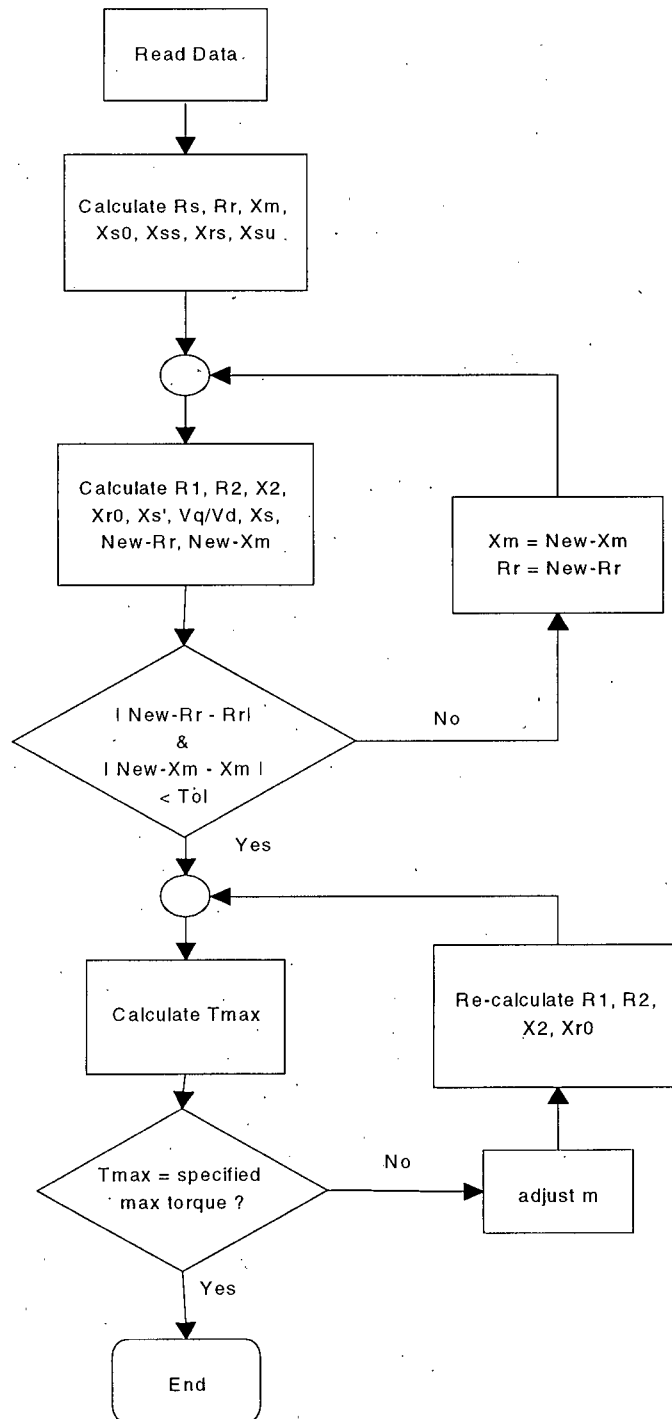 Read Data
Calculate Rs, Rr, Xm,
Xs0, Xss, Xrs, Xsu
Calculate R1, R2, X2,
Xr0, Xs', Vq/Vd, Xs,
New-Rr, New-Xm
Xm = New-Xm
Rr = New-Rr
| New-Rr - Rr|
&
| New-Xm - Xm |
< Tol
No
Yes
Calculate Tmax
Re-calculate R1, R2,
X2, Xr0
Tmax = specified
max torque ?
No
adjust m
Yes
End